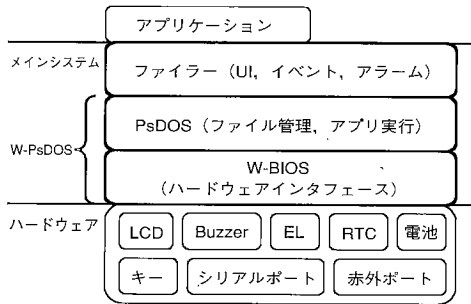 アプリケーション
メインシステム
ファイラー（UI，イベント，アラーム）
W-PsDOS
PsDOS（ファイル管理，アプリ実行）
W-BIOS
（ハードウェアインタフェース）
ハードウェア
LCD
Buzzer
EL
RTC
電池
キー
シリアルポート
赤外ポート